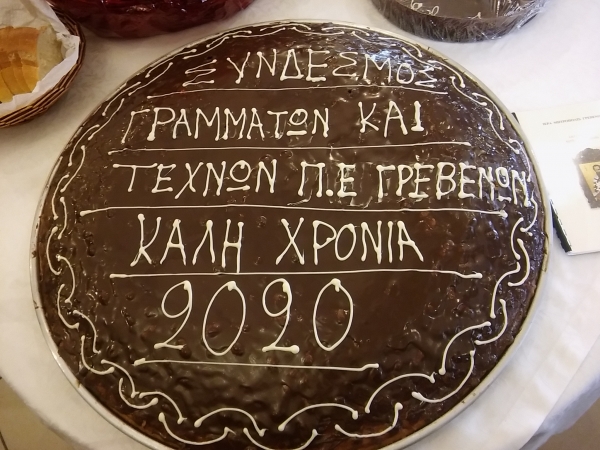 ΣΥΝΔΕΣΜΟΣ
ΓΡΑΜΜΑΤΩΝ ΚΑΙ
ΤΕΧΝΩΝ Π.Ε ΓΡΕΒΕΝΩΝ
ΚΑΛΗ ΧΡΟΝΙΑ
2020